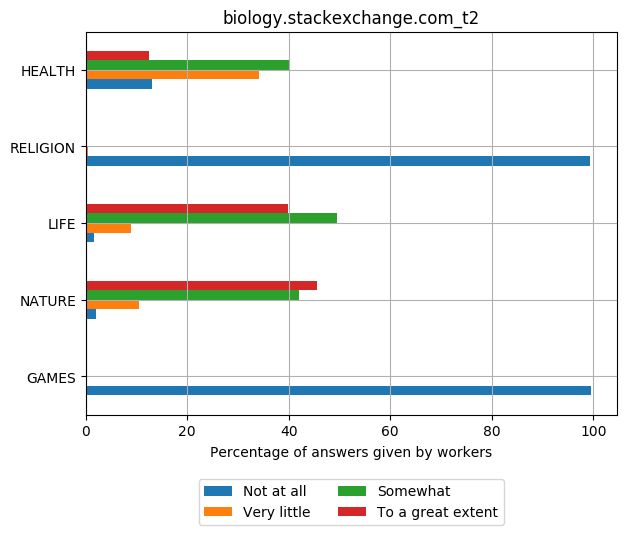 biology.stackexchange.com_t2
HEALTH
RELIGION
LIFE
NATURE
GAMES
0 20 40 60 80 100
Percentage of answers given by workers
Not at all Somewhat
Very little To a great extent